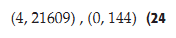 (4, 21609) , (0, 144) (24